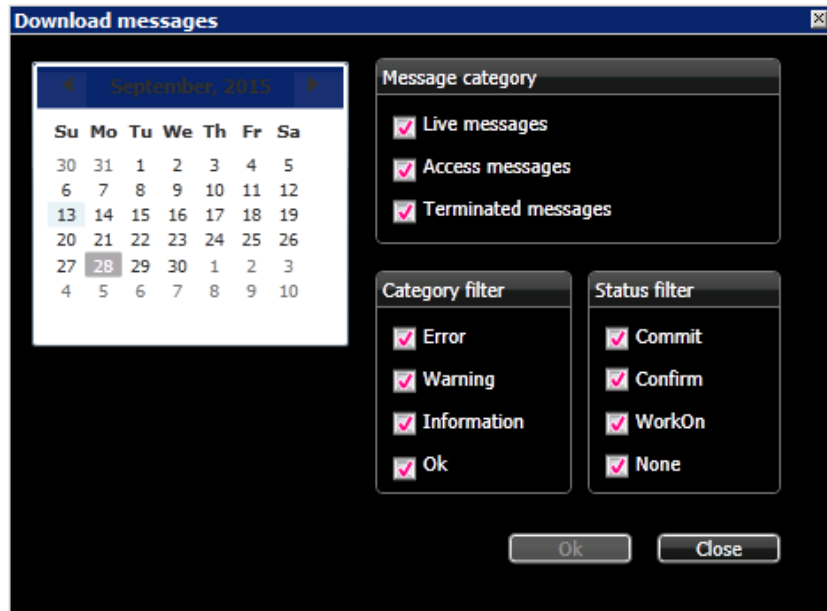 Download messages
September, 2015
Su Mo Tu We Th Fr Sa
30 31 1 2 3 4 5
6 7 8 9 10 11 12
13 14 15 16 17 18 19
20 21 22 23 24 25 26
27 28 29 30 1 2 3
4 5 6 7 8 9 10
Message category
Live messages
Access messages
Terminated messages
Category filter
Error
Warning
Information
Ok
Status filter
Commit
Confirm
WorkOn
None
Ok
Close